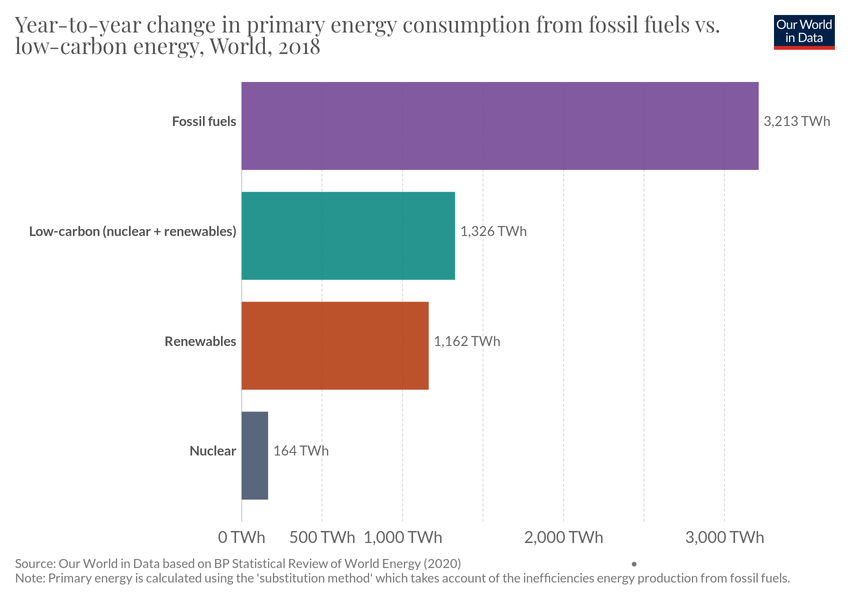 Year-to-year change in primary energy consumption from fossil fuels vs.
low-carbon energy, World, 2018
Our World
in Data
Fossil fuels
3,213 TWh
Low-carbon (nuclear + renewables)
1,326 TWh
Renewables
1,162 TWh
Nuclear
164 TWh
0 TWh 500 TWh 1,000 TWh 2,000 TWh 3,000 TWh
Source: Our World in Data based on BP Statistical Review of World Energy (2020) •
Note: Primary energy is calculated using the 'substitution method' which takes account of the inefficiencies energy production from fossil fuels.